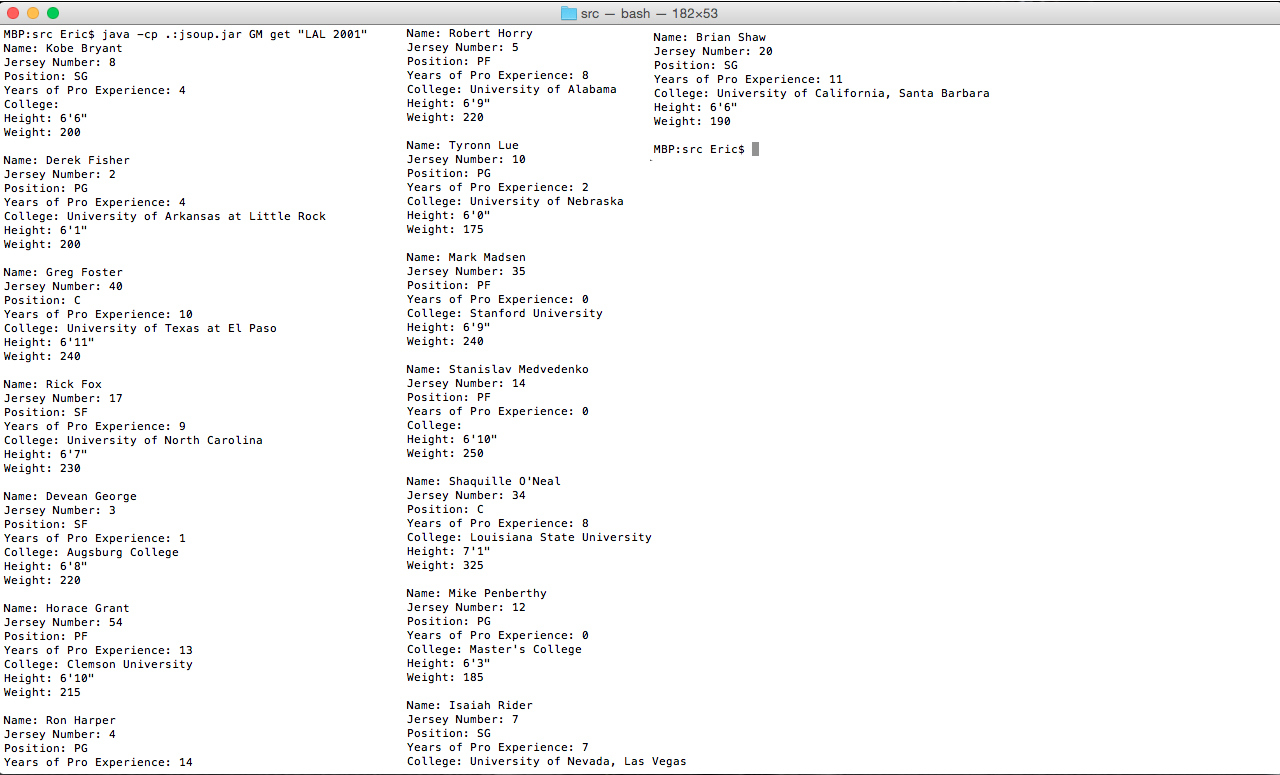 src — bash — 182×53
MBP:src Eric$ java -cp .:jsoup.jar GM get "LAL 2001"
Name: Kobe Bryant
Jersey Number: 8
Position: SG
Years of Pro Experience: 4
College:
Height: 6'6"
Weight: 200
Name: Derek Fisher
Jersey Number: 2
Position: PG
Years of Pro Experience: 4
College: University of Arkansas at Little Rock
Height: 6'1"
Weight: 200
Name: Greg Foster
Jersey Number: 40
Position: C
Years of Pro Experience: 10
College: University of Texas at El Paso
Height: 6'11"
Weight: 240
Name: Rick Fox
Jersey Number: 17
Position: SF
Years of Pro Experience: 9
College: University of North Carolina
Height: 6'7"
Weight: 230
Name: Devean George
Jersey Number: 3
Position: SF
Years of Pro Experience: 1
College: Augsburg College
Height: 6'8"
Weight: 220
Name: Horace Grant
Jersey Number: 54
Position: PF
Years of Pro Experience: 13
College: Clemson University
Height: 6'10"
Weight: 215
Name: Ron Harper
Jersey Number: 4
Position: PG
Years of Pro Experience: 14
Name: Robert Horry
Jersey Number: 5
Position: PF
Years of Pro Experience: 8
College: University of Alabama
Height: 6'9"
Weight: 220
Name: Tyronn Lue
Jersey Number: 10
Position: PG
Years of Pro Experience: 2
College: University of Nebraska
Height: 6'0"
Weight: 175
Name: Mark Madsen
Jersey Number: 35
Position: PF
Years of Pro Experience: 0
College: Stanford University
Height: 6'9"
Weight: 240
Name: Stanislav Medvedenko
Jersey Number: 14
Position: PF
Years of Pro Experience: 0
College:
Height: 6'10"
Weight: 250
Name: Shaquille O'Neal
Jersey Number: 34
Position: C
Years of Pro Experience: 8
College: Louisiana State University
Height: 7'1"
Weight: 325
Name: Mike Penberthy
Jersey Number: 12
Position: PG
Years of Pro Experience: 0
College: Master's College
Height: 6'3"
Weight: 185
Name: Isaiah Rider
Jersey Number: 7
Position: SG
Years of Pro Experience: 7
College: University of Nevada, Las Vegas
Name: Brian Shaw
Jersey Number: 20
Position: SG
Years of Pro Experience: 11
College: University of California, Santa Barbara
Height: 6'6"
Weight: 190
MBP:src Eric$